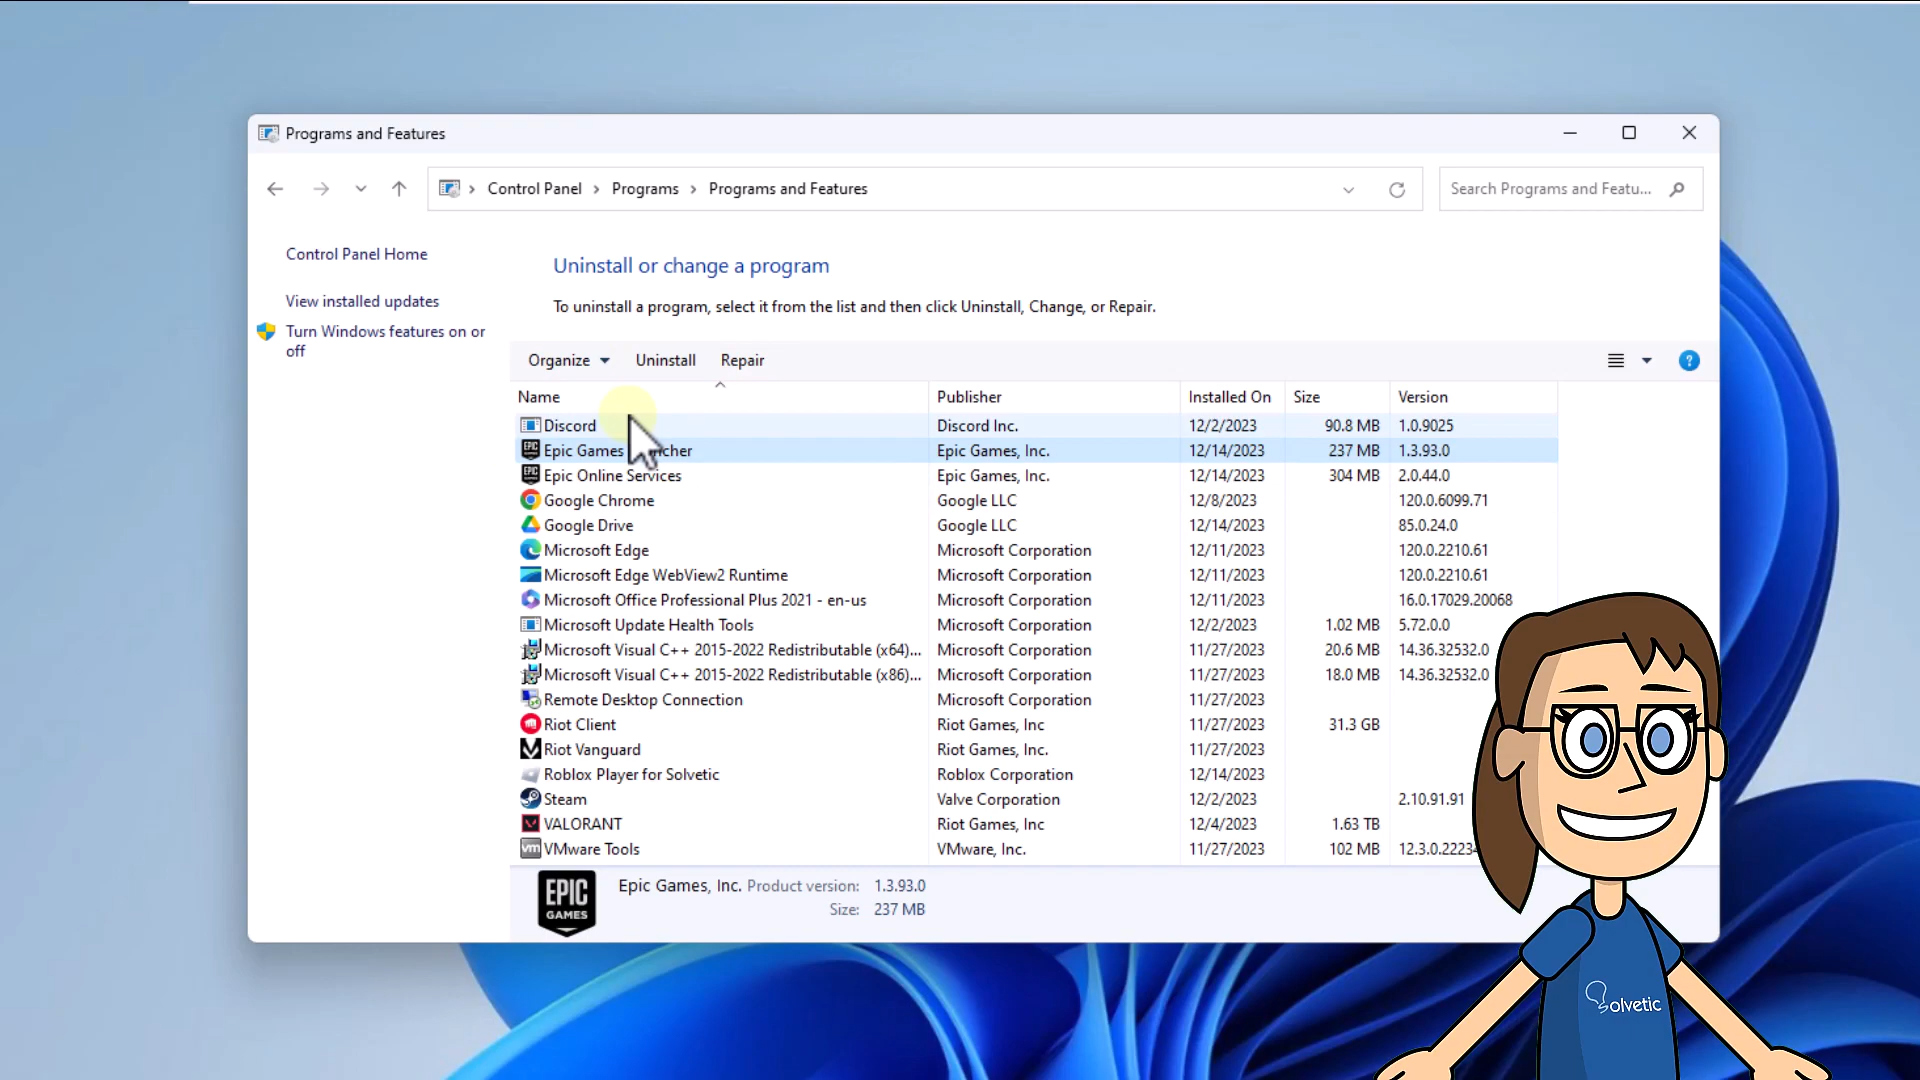 Programs and Features
Control Panel > Programs > Programs and Features
Search Programs and Featu...
Control Panel Home
View installed updates
Turn Windows features on or
off
Uninstall or change a program
To uninstall a program, select it from the list and then click Uninstall, Change, or Repair.
Organize Uninstall Repair ?
Name Publisher Installed On Size Version
Discord Discord Inc. 12/2/2023 90.8 MB 1.0.9025
Epic Games Epic Games, Inc. 12/14/2023 237 MB 1.3.93.0
Epic Online Services Epic Games, Inc. 12/14/2023 304 MB 2.0.44.0
Google Chrome Google LLC 12/8/2023 120.0.6099.71
Google Drive Google LLC 12/14/2023 85.0.24.0
Microsoft Edge Microsoft Corporation 12/11/2023 120.0.2210.61
Microsoft Edge WebView2 Runtime Microsoft Corporation 12/11/2023 120.0.2210.61
Microsoft Office Professional Plus 2021 - en-us Microsoft Corporation 12/11/2023 16.0.17029.20068
Microsoft Update Health Tools Microsoft Corporation 12/2/2023 1.02 MB 5.72.0.0
Microsoft Visual C++ 2015-2022 Redistributable (x64)... Microsoft Corporation 11/27/2023 20.6 MB 14.36.32532.0
Microsoft Visual C++ 2015-2022 Redistributable (x86)... Microsoft Corporation 11/27/2023 18.0 MB 14.36.32532.0
Remote Desktop Connection Microsoft Corporation 11/27/2023
Riot Client Riot Games, Inc 11/27/2023 31.3 GB
Riot Vanguard Riot Games, Inc. 11/27/2023
Roblox Player for Solvetic Roblox Corporation 12/14/2023
Steam Valve Corporation 12/2/2023 2.10.91.91
VALORANT Riot Games, Inc 12/4/2023 1.63 TB
vm VMware Tools VMware, Inc. 11/27/2023 102 MB 12.3.0.2223
EPIC GAMES
Epic Games, Inc. Product version: 1.3.93.0
Size: 237 MB
Solvetic